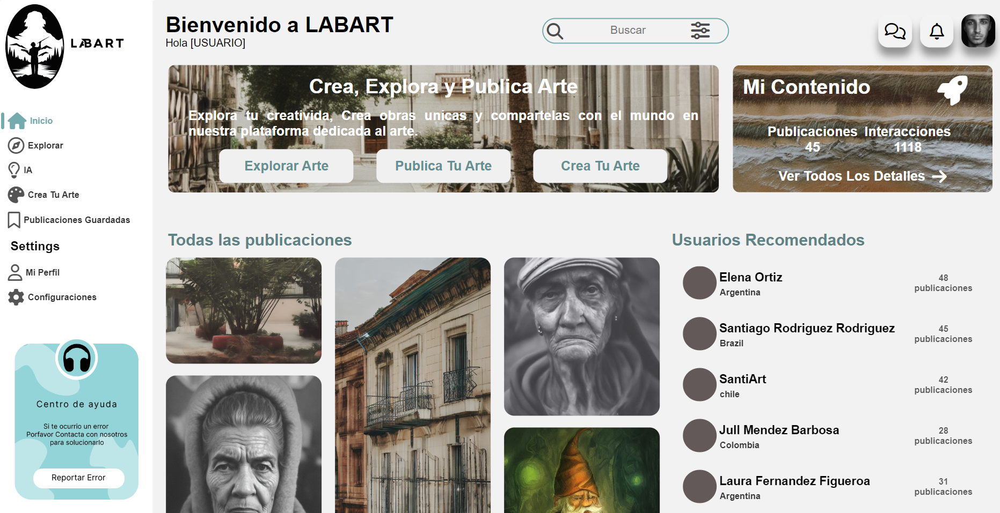 LABART
Inicio
Explorar
IA
Crea Tu Arte
Publicaciones Guardadas
Settings
Mi Perfil
Configuraciones
Centro de ayuda
Si te ocurrio un error
Porfavor Contacta con nosotros
para solucionarlo
Reportar Error
Bienvenido a LABART
Hola [USUARIO]
Buscar
Crea, Explora y Publica Arte
Explora tu creativida, Crea obras unicas y compartelas con el mundo en
nuestra plataforma dedicada al arte.
Explorar Arte
Publica Tu Arte
Crea Tu Arte
Mi Contenido
Publicaciones Interacciones
45 1118
Ver Todos Los Detalles
Todas las publicaciones
Usuarios Recomendados
Elena Ortiz
Argentina
48
publicaciones
Santiago Rodriguez Rodriguez
Brazil
45
publicaciones
SantiArt
chile
42
publicaciones
Jull Mendez Barbosa
Colombia
28
publicaciones
Laura Fernandez Figueroa
Argentina
31
publicaciones